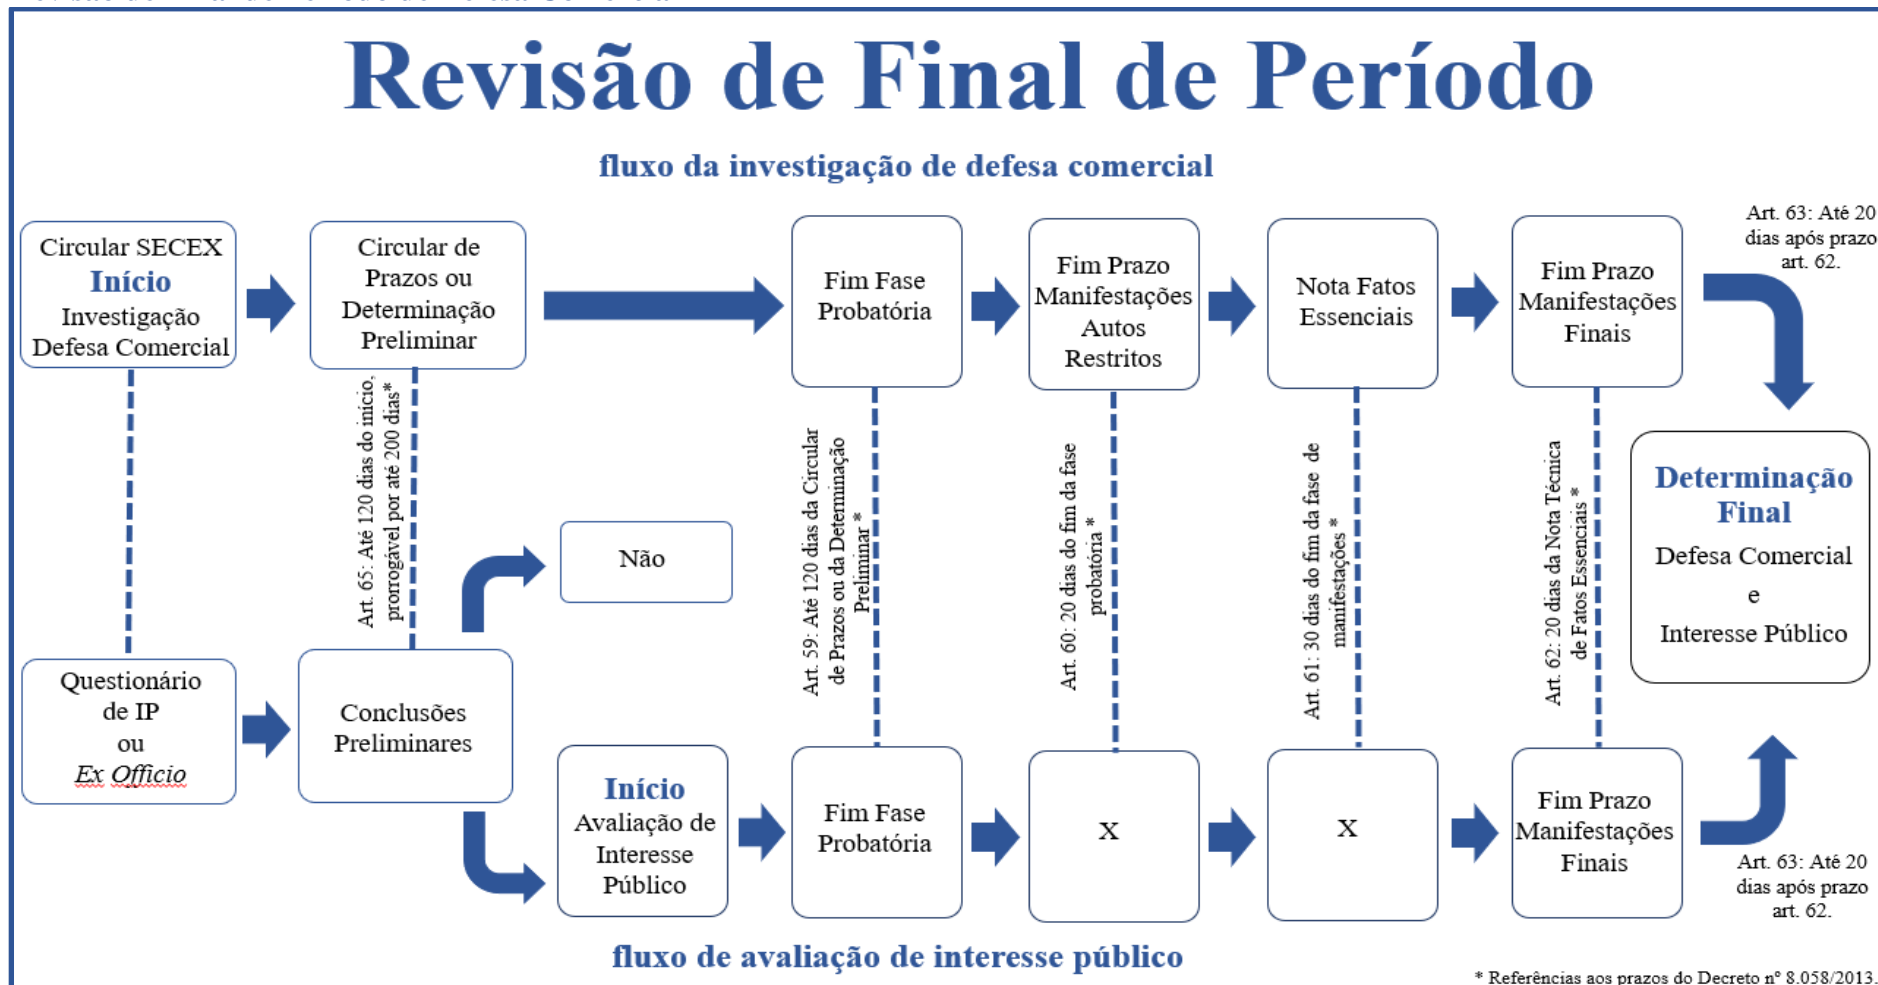 Revisão de Final de Período
fluxo da investigação de defesa comercial
Circular SECEX
Início
Investigação
Defesa Comercial
Circular de
Prazos ou
Determinação
Preliminar
Fim Fase
Probatória
Fim Prazo
Manifestações
Autos
Restritos
Nota Fatos
Essenciais
Fim Prazo
Manifestações
Finais
Art. 63: Até 20
dias após prazo
art. 62.
Art. 65: Até 120 dias do início,
prorrogável por até 200 dias*
Art. 59: Até 120 dias da Circular
de Prazos ou da Determinação
Preliminar *
Art. 60: 20 dias do fim da fase
probatória *
Art. 61: 30 dias do fim da fase de
manifestações *
Art. 62: 20 dias da Nota Técnica
de Fatos Essenciais *
Determinação
Final
Defesa Comercial
e
Interesse Público
Não
Questionário
de IP
ou
Ex Officio
Conclusões
Preliminares
Início
Avaliação de
Interesse
Público
Fim Fase
Probatória
X
X
Fim Prazo
Manifestações
Finais
Art. 63: Até 20
dias após prazo
art. 62.
fluxo de avaliação de interesse público
* Referências aos prazos do Decreto nº 8.058/2013.